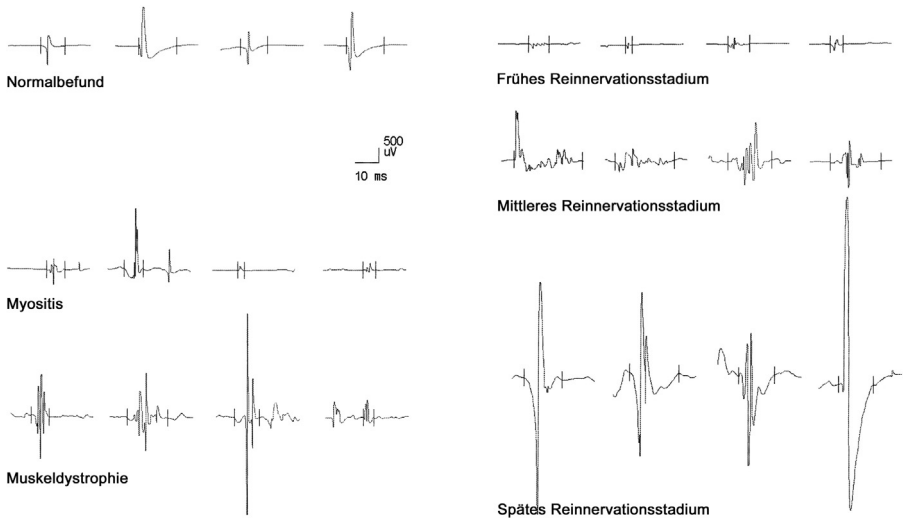 Normalbefund
Frühes Reinnervationsstadium
500
uV
10 ms
Mittleres Reinnervationsstadium
Myositis
Muskeldystrophie
Spätes Reinnervationsstadium